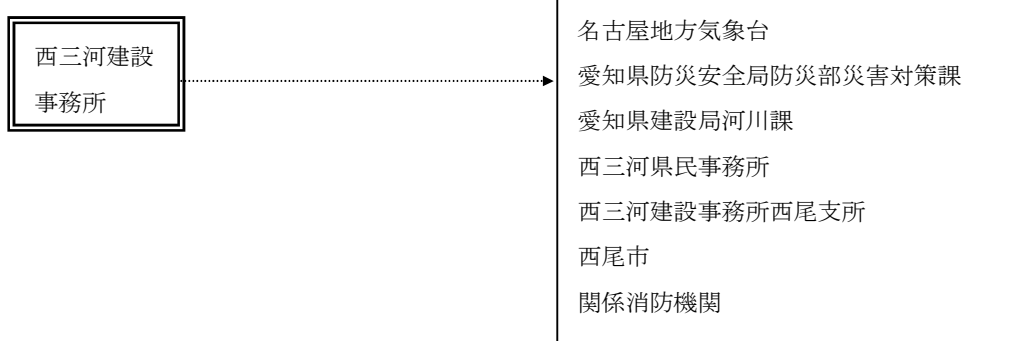 西三河建設
事務所
名古屋地方気象台
愛知県防災安全局防災部災害対策課
愛知県建設局河川課
西三河県民事務所
西三河建設事務所西尾支所
西尾市
関係消防機関